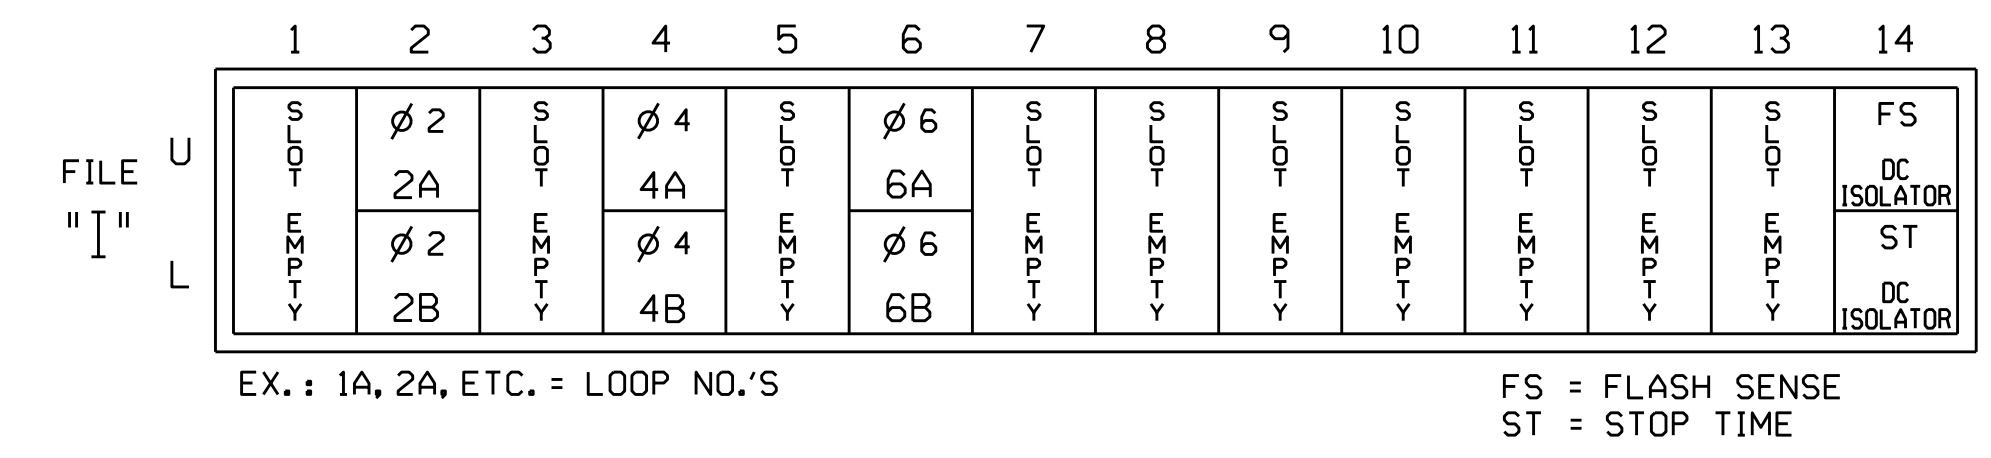 1 2 3 4 5 6 7 8 9 10 11 12 13 14
FILE "I"
U
L
SLOT EMPTY
Ø 2
2A
Ø 2
2B
SLOT EMPTY
Ø 4
4A
Ø 4
4B
SLOT EMPTY
Ø 6
6A
Ø 6
6B
SLOT EMPTY
SLOT EMPTY
SLOT EMPTY
SLOT EMPTY
SLOT EMPTY
SLOT EMPTY
SLOT EMPTY
FS
DC
ISOLATOR
ST
DC
ISOLATOR
EX.: 1A, 2A, ETC. = LOOP NO.'S
FS = FLASH SENSE
ST = STOP TIME